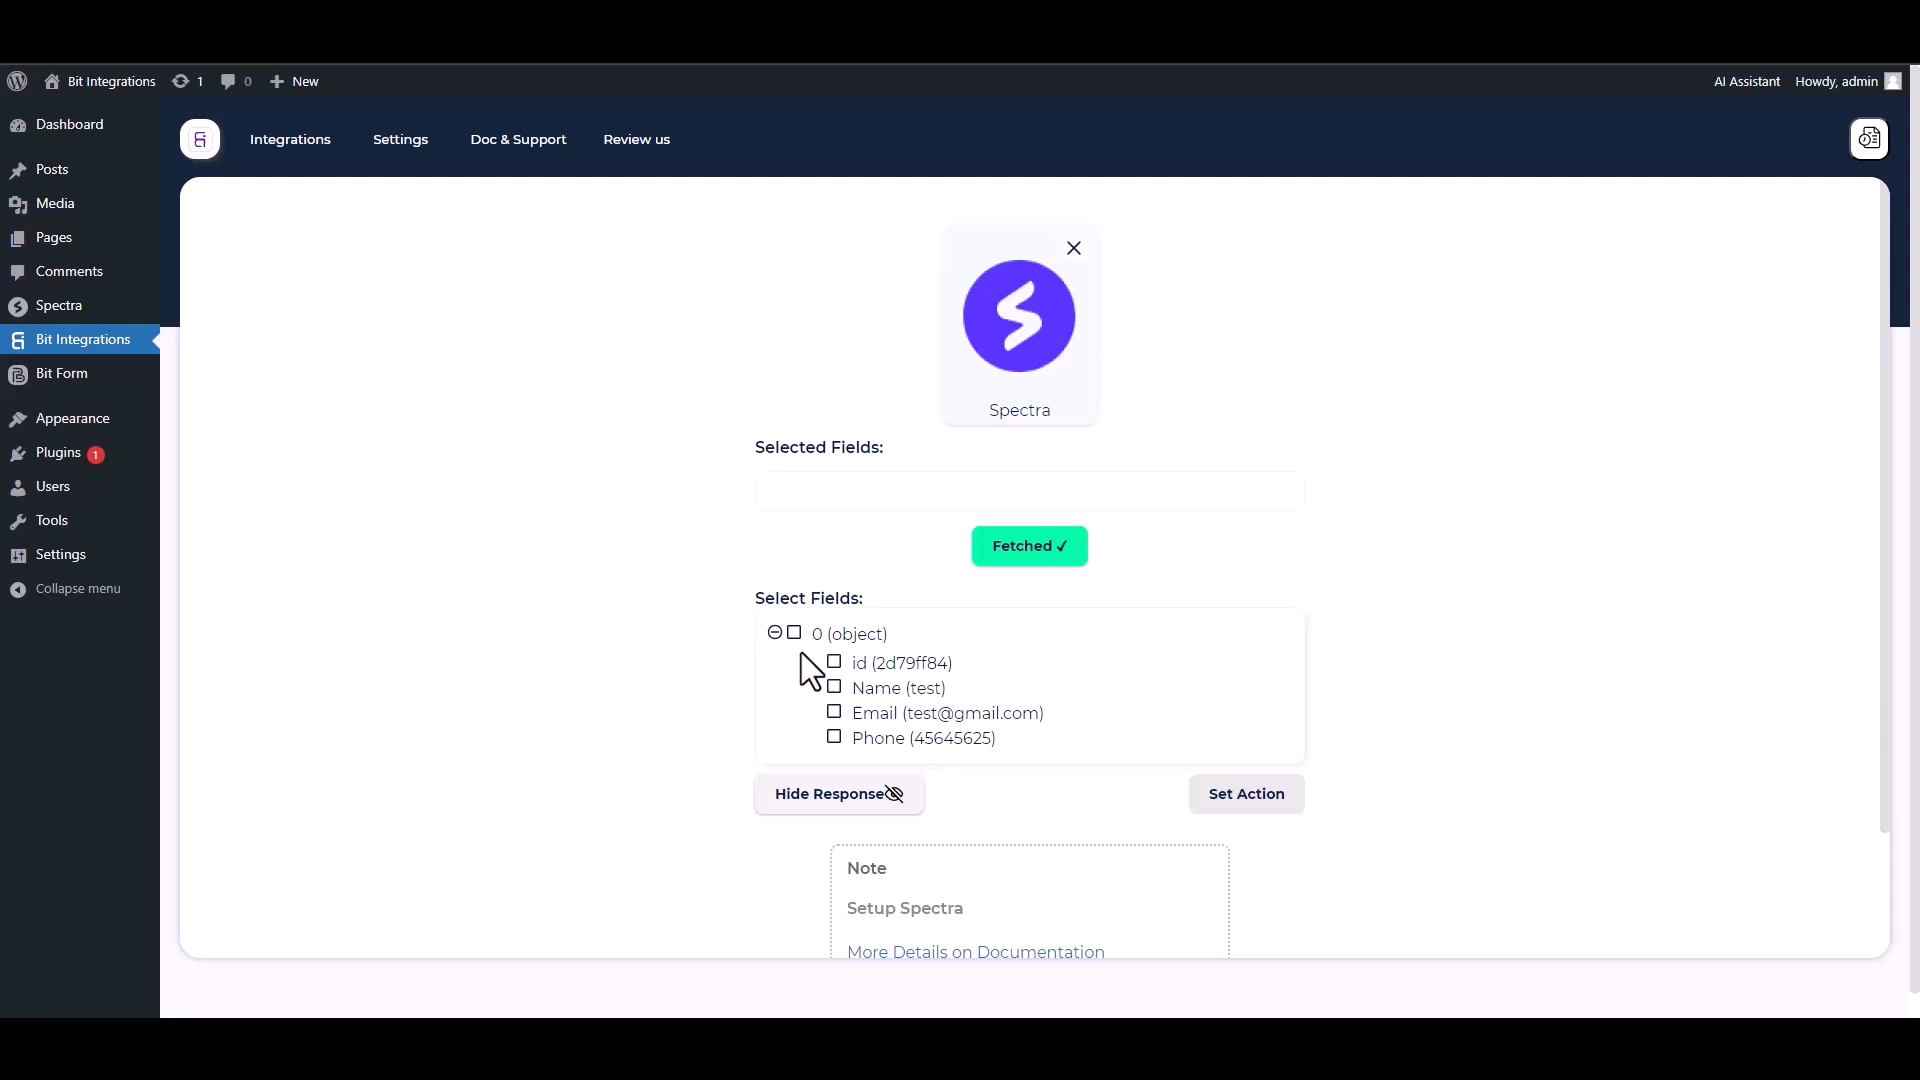 Bit Integrations 1 0 New AI Assistant Howdy, admin
Dashboard
Posts
Media
Pages
Comments
Spectra
Bit Integrations
Bit Form
Appearance
Plugins 1
Users
Tools
Settings
Collapse menu
Integrations Settings Doc & Support Review us
Spectra
Selected Fields:
Fetched ✓
Select Fields:
0 (object)
id (2d79ff84)
Name (test)
Email (test@gmail.com)
Phone (45645625)
Hide Response Set Action
Note
Setup Spectra
More Details on Documentation